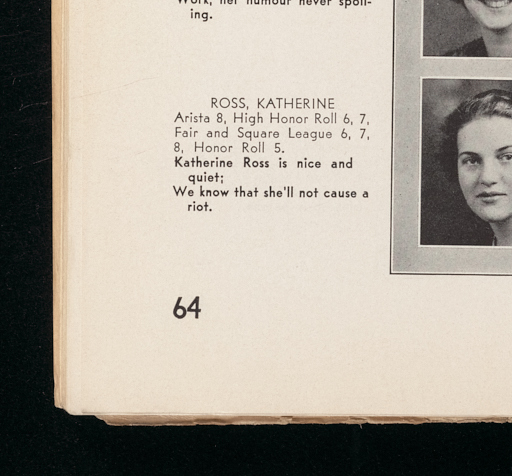 Work, her humour never spoil-
ing.
ROSS, KATHERINE
Arista 8, High Honor Roll 6, 7,
Fair and Square League 6, 7,
8, Honor Roll 5.
Katherine Ross is nice and
quiet;
We know that she'll not cause a
riot.
64